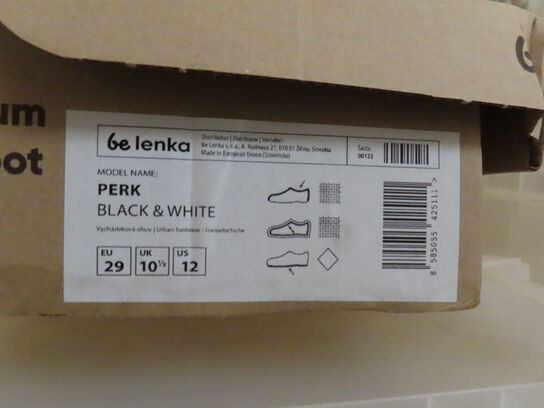 um
oot
be lenka
Distribútor | Distributor | Vertreiber:
Be Lenka s.r.o., A. Rudnaya 21, 010 01 Žilina, Slovakia
Made in European Union (Slovensko)
Šarža:
00122
MODEL NAME:
PERK
BLACK & WHITE
Vychádzková obuv | Urban footwear | Freizeitschuhe
EU 29 UK 10½ US 12
8 585055 425111 >